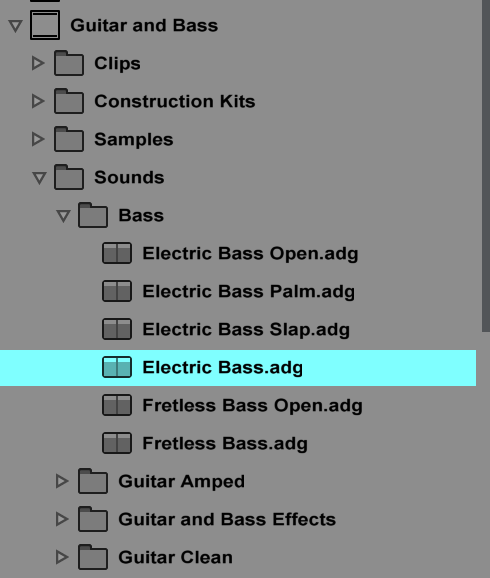 Guitar and Bass
Clips
Construction Kits
Samples
Sounds
Bass
Electric Bass Open.adg
Electric Bass Palm.adg
Electric Bass Slap.adg
Electric Bass.adg
Fretless Bass Open.adg
Fretless Bass.adg
Guitar Amped
Guitar and Bass Effects
Guitar Clean